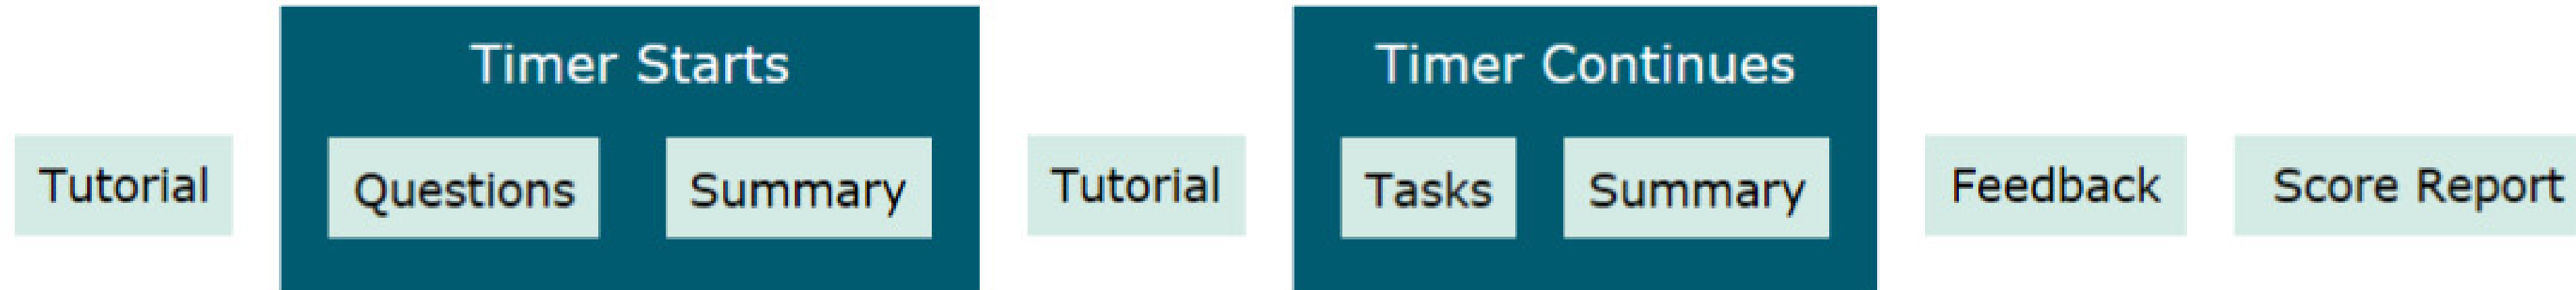 Tutorial
Timer Starts
Questions
Summary
Tutorial
Timer Continues
Tasks
Summary
Feedback
Score Report